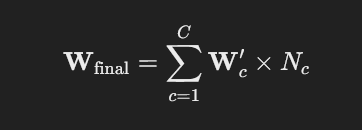 W_final = ∑_{c=1}^{C} W′_c × N_c